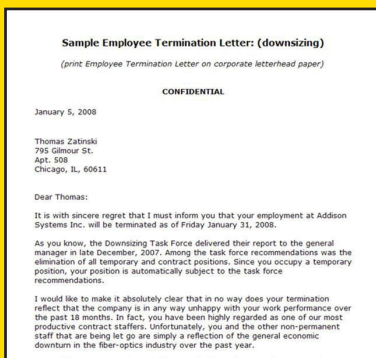 Sample Employee Termination Letter: (downsizing)
(print Employee Termination Letter on corporate letterhead paper)
CONFIDENTIAL
January 5, 2008
Thomas Zatinski
795 Gilmour St.
Apt. 508
Chicago, IL, 60611
Dear Thomas:
It is with sincere regret that I must inform you that your employment at Addison
Systems Inc. will be terminated as of Friday January 31, 2008.
As you know, the Downsizing Task Force delivered their report to the general
manager in late December, 2007. Among the task force recommendations was the
elimination of all temporary and contract positions. Since you occupy a temporary
position, your position is automatically subject to the task force
recommendations.
I would like to make it absolutely clear that in no way does your termination
reflect that the company is in any way unhappy with your work performance over
the past 18 months. In fact, you have been highly regarded as one of our most
productive contract staffers. Unfortunately, you and the other non-permanent
staff that are being let go are simply a reflection of the general economic
downturn in the fiber-optics industry over the past year.